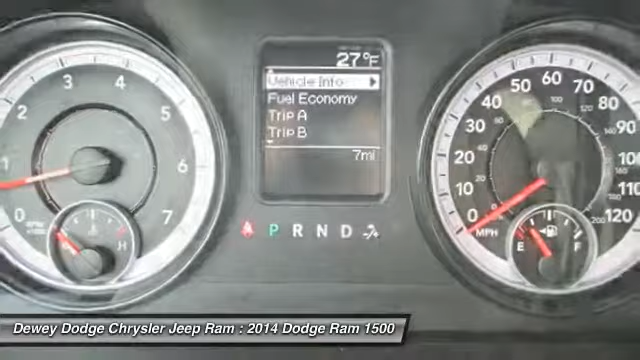 27°F
Vehicle Info
Fuel Economy
Trip A
Trip B
7mi
0 1 2 3 4 5 6 7
H
P R N D
0 10 20 30 40 50 60 70 80 90 100 120
MPH
E F
Dewey Dodge Chrysler Jeep Ram : 2014 Dodge Ram 1500